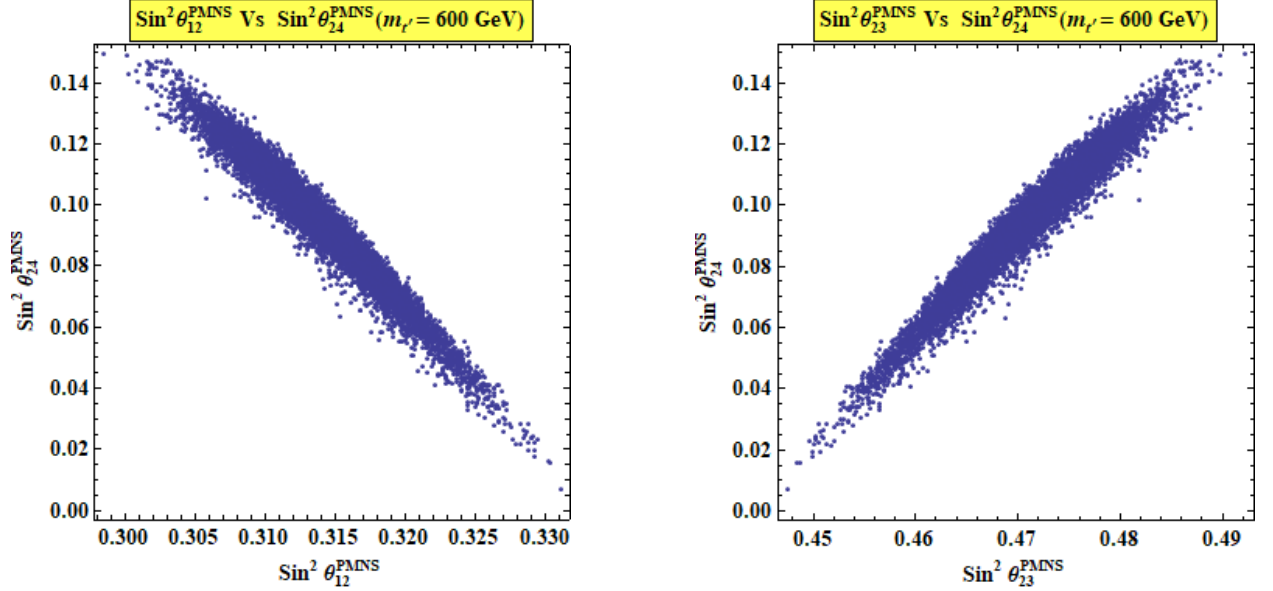 Sin²θ₁₂^PMNS Vs Sin²θ₂₄^PMNS (m_t′ = 600 GeV)
0.14
0.12
0.10
0.08
0.06
0.04
0.02
0.00
Sin² θ₂₄^PMNS
0.300 0.305 0.310 0.315 0.320 0.325 0.330
Sin² θ₁₂^PMNS
Sin²θ₂₃^PMNS Vs Sin²θ₂₄^PMNS (m_t′ = 600 GeV)
0.14
0.12
0.10
0.08
0.06
0.04
0.02
0.00
Sin² θ₂₄^PMNS
0.45 0.46 0.47 0.48 0.49
Sin² θ₂₃^PMNS